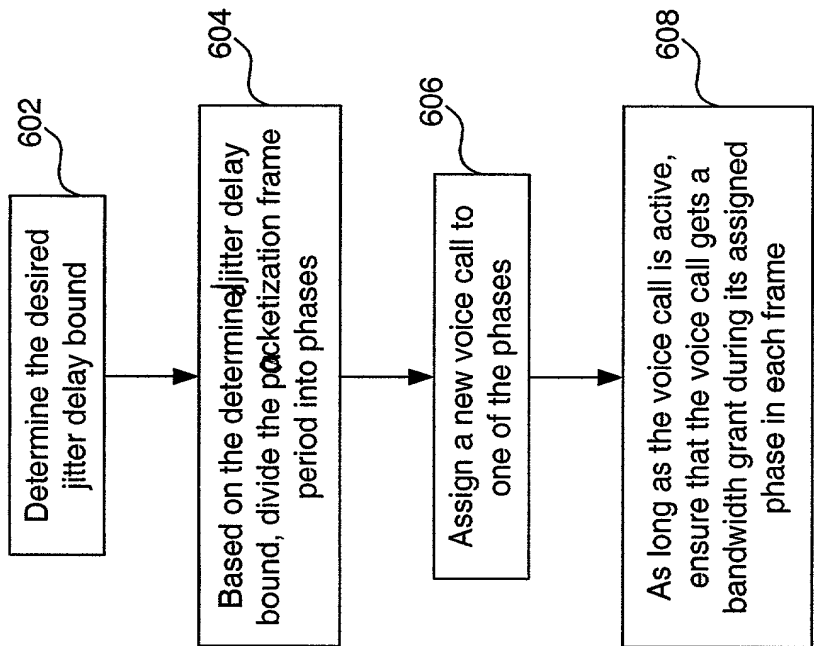 602
Determine the desired
jitter delay bound
604
Based on the determined jitter delay
bound, divide the packetization frame
period into phases
606
Assign a new voice call to
one of the phases
608
As long as the voice call is active,
ensure that the voice call gets a
bandwidth grant during its assigned
phase in each frame